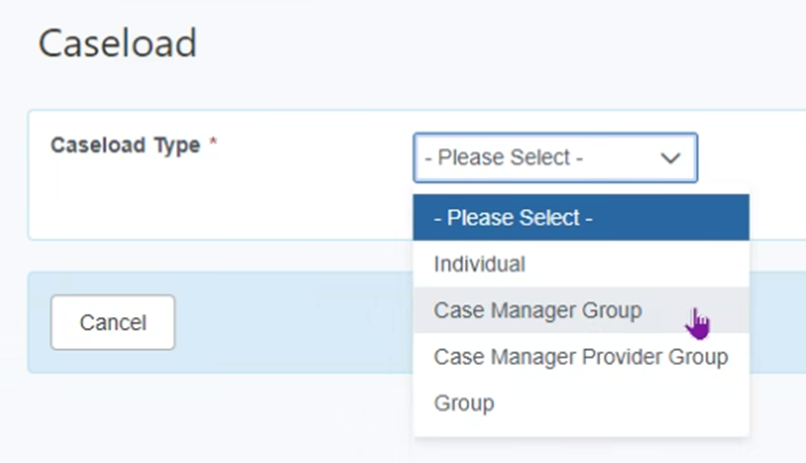 Caseload
Caseload Type *
- Please Select -
- Please Select -
Individual
Case Manager Group
Case Manager Provider Group
Group
Cancel